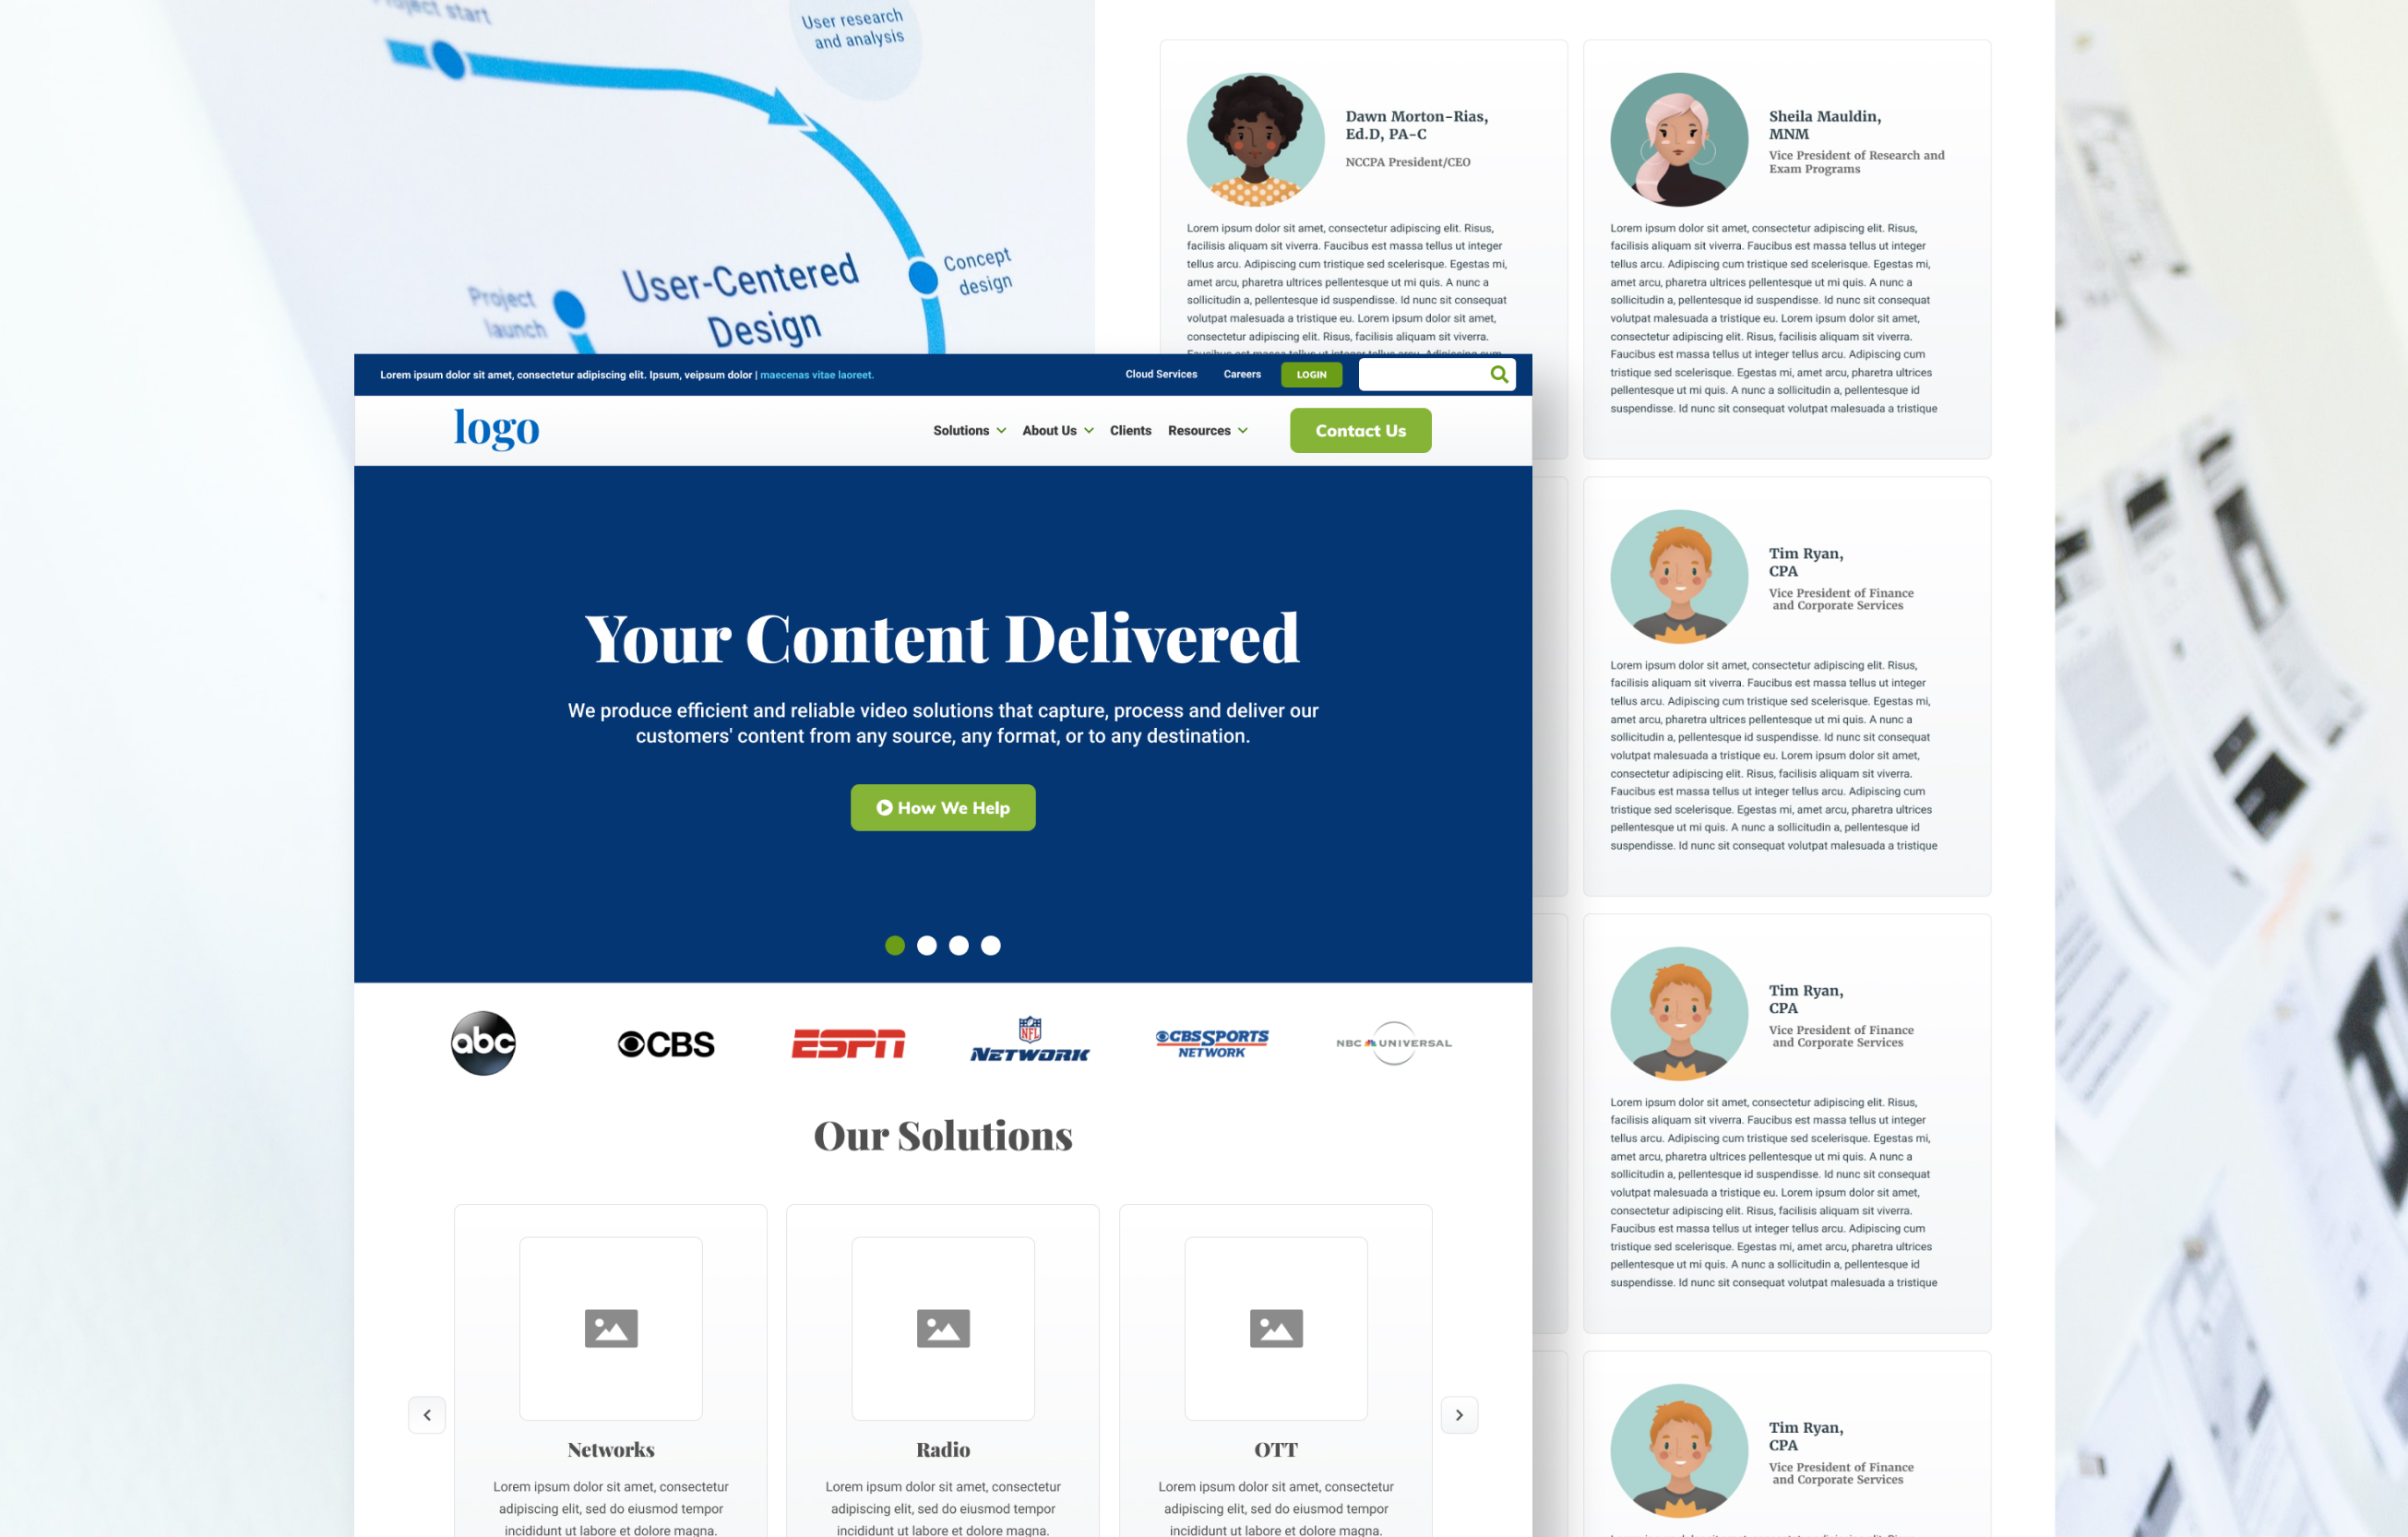 Project start
User research
and analysis
Concept
design
User-Centered
Design
Project
launch
Dawn Morton-Rias,
Ed.D, PA-C
NCCPA President/CEO
Lorem ipsum dolor sit amet, consectetur adipiscing elit. Risus,
facilisis aliquam sit viverra. Faucibus est massa tellus ut integer
tellus arcu. Adipiscing cum tristique sed scelerisque. Egestas mi,
amet arcu, pharetra ultrices pellentesque ut mi quis. A nunc a
sollicitudin a, pellentesque id suspendisse. Id nunc sit consequat
volutpat malesuada a tristique eu. Lorem ipsum dolor sit amet,
consectetur adipiscing elit. Risus, facilisis aliquam sit viverra.
Faucibus est massa tellus ut integer tellus arcu. Adipiscing cum
Sheila Mauldin,
MNM
Vice President of Research and
Exam Programs
Lorem ipsum dolor sit amet, consectetur adipiscing elit. Risus,
facilisis aliquam sit viverra. Faucibus est massa tellus ut integer
tellus arcu. Adipiscing cum tristique sed scelerisque. Egestas mi,
amet arcu, pharetra ultrices pellentesque ut mi quis. A nunc a
sollicitudin a, pellentesque id suspendisse. Id nunc sit consequat
volutpat malesuada a tristique eu. Lorem ipsum dolor sit amet,
consectetur adipiscing elit. Risus, facilisis aliquam sit viverra.
Faucibus est massa tellus ut integer tellus arcu. Adipiscing cum
tristique sed scelerisque. Egestas mi, amet arcu, pharetra ultrices
pellentesque ut mi quis. A nunc a sollicitudin a, pellentesque id
suspendisse. Id nunc sit consequat volutpat malesuada a tristique
Lorem ipsum dolor sit amet, consectetur adipiscing elit. Ipsum, veipsum dolor | maecenas vitae laoreet.
Cloud Services Careers LOGIN
logo
Solutions About Us Clients Resources Contact Us
Your Content Delivered
We produce efficient and reliable video solutions that capture, process and deliver our
customers' content from any source, any format, or to any destination.
How We Help
abc
CBS
ESPN
NFL
NETWORK
CBS SPORTS
NETWORK
NBC UNIVERSAL
Our Solutions
Networks
Lorem ipsum dolor sit amet, consectetur
adipiscing elit, sed do eiusmod tempor
incididunt ut labore et dolore magna.
Radio
Lorem ipsum dolor sit amet, consectetur
adipiscing elit, sed do eiusmod tempor
incididunt ut labore et dolore magna.
OTT
Lorem ipsum dolor sit amet, consectetur
adipiscing elit, sed do eiusmod tempor
incididunt ut labore et dolore magna.
Tim Ryan,
CPA
Vice President of Finance
and Corporate Services
Lorem ipsum dolor sit amet, consectetur adipiscing elit. Risus,
facilisis aliquam sit viverra. Faucibus est massa tellus ut integer
tellus arcu. Adipiscing cum tristique sed scelerisque. Egestas mi,
amet arcu, pharetra ultrices pellentesque ut mi quis. A nunc a
sollicitudin a, pellentesque id suspendisse. Id nunc sit consequat
volutpat malesuada a tristique eu. Lorem ipsum dolor sit amet,
consectetur adipiscing elit. Risus, facilisis aliquam sit viverra.
Faucibus est massa tellus ut integer tellus arcu. Adipiscing cum
tristique sed scelerisque. Egestas mi, amet arcu, pharetra ultrices
pellentesque ut mi quis. A nunc a sollicitudin a, pellentesque id
suspendisse. Id nunc sit consequat volutpat malesuada a tristique
Tim Ryan,
CPA
Vice President of Finance
and Corporate Services
Lorem ipsum dolor sit amet, consectetur adipiscing elit. Risus,
facilisis aliquam sit viverra. Faucibus est massa tellus ut integer
tellus arcu. Adipiscing cum tristique sed scelerisque. Egestas mi,
amet arcu, pharetra ultrices pellentesque ut mi quis. A nunc a
sollicitudin a, pellentesque id suspendisse. Id nunc sit consequat
volutpat malesuada a tristique eu. Lorem ipsum dolor sit amet,
consectetur adipiscing elit. Risus, facilisis aliquam sit viverra.
Faucibus est massa tellus ut integer tellus arcu. Adipiscing cum
tristique sed scelerisque. Egestas mi, amet arcu, pharetra ultrices
pellentesque ut mi quis. A nunc a sollicitudin a, pellentesque id
suspendisse. Id nunc sit consequat volutpat malesuada a tristique
Tim Ryan,
CPA
Vice President of Finance
and Corporate Services